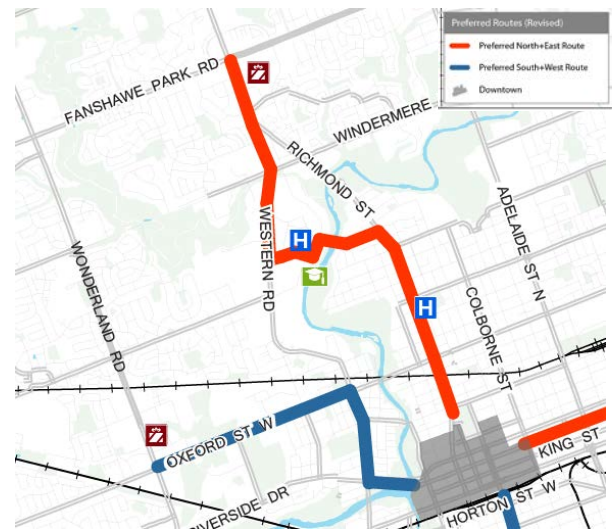 Preferred Routes (Revised)
Preferred North+East Route
Preferred South+West Route
Downtown
FANSHAWE PARK RD
WINDERMERE
RICHMOND ST
WESTERN RD
H
ADELAIDE ST N
WONDERLAND RD
H
COLBORNE ST
OXFORD ST W
KING ST
RIVERSIDE DR
HORTON ST W